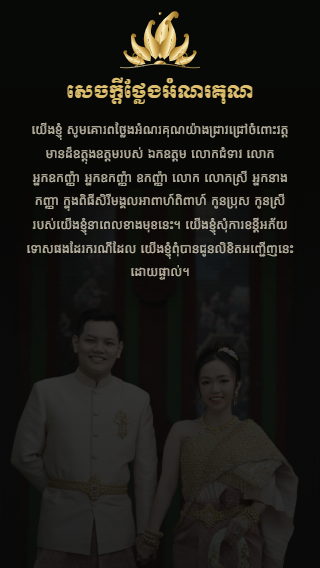 សេចក្ដីថ្លែងអំណរគុណ
យើងខ្ញុំ សូមគោរពថ្លែងអំណរគុណយ៉ាងជ្រាលជ្រៅចំពោះវត្ត
មានដ៏ឧត្តុងឧត្តមរបស់ ឯកឧត្តម លោកជំទាវ លោក
អ្នកឧកញ៉ា អ្នកឧកញ៉ា ឧកញ៉ា លោក លោកស្រី អ្នកនាង
កញ្ញា ក្នុងពិធីសិរីមង្គលអាពាហ៍ពិពាហ៍ កូនប្រុស កូនស្រី
របស់យើងខ្ញុំនាពេលខាងមុខនេះ។ យើងខ្ញុំសុំការខន្តីអភ័យ
ទោសផងដែរករណីដែល យើងខ្ញុំពុំបានជូនលិខិតអញ្ជើញនេះ
ដោយផ្ទាល់។